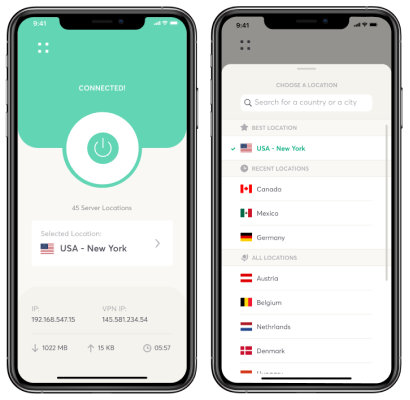 9:41
CONNECTED!
45 Server Locations
Selected Location:
USA - New York
IP:
192.168.547.15
VPN IP:
145.581.234.54
1022 MB
15 KB
05:57
9:41
CHOOSE A LOCATION
Search for a country or a city
BEST LOCATION
USA - New York
RECENT LOCATIONS
Canada
Mexico
Germany
ALL LOCATIONS
Austria
Belgium
Nethrlands
Denmark